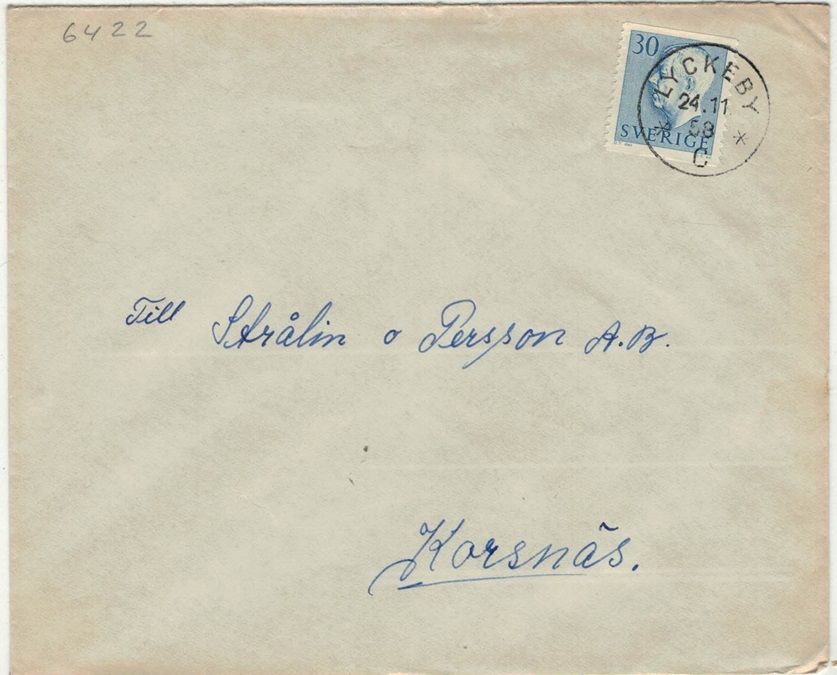 6422
30
SVERIGE
LYCKEBY
24.11
58
C
Till Strålin o Persson A.B.
Korsnäs.